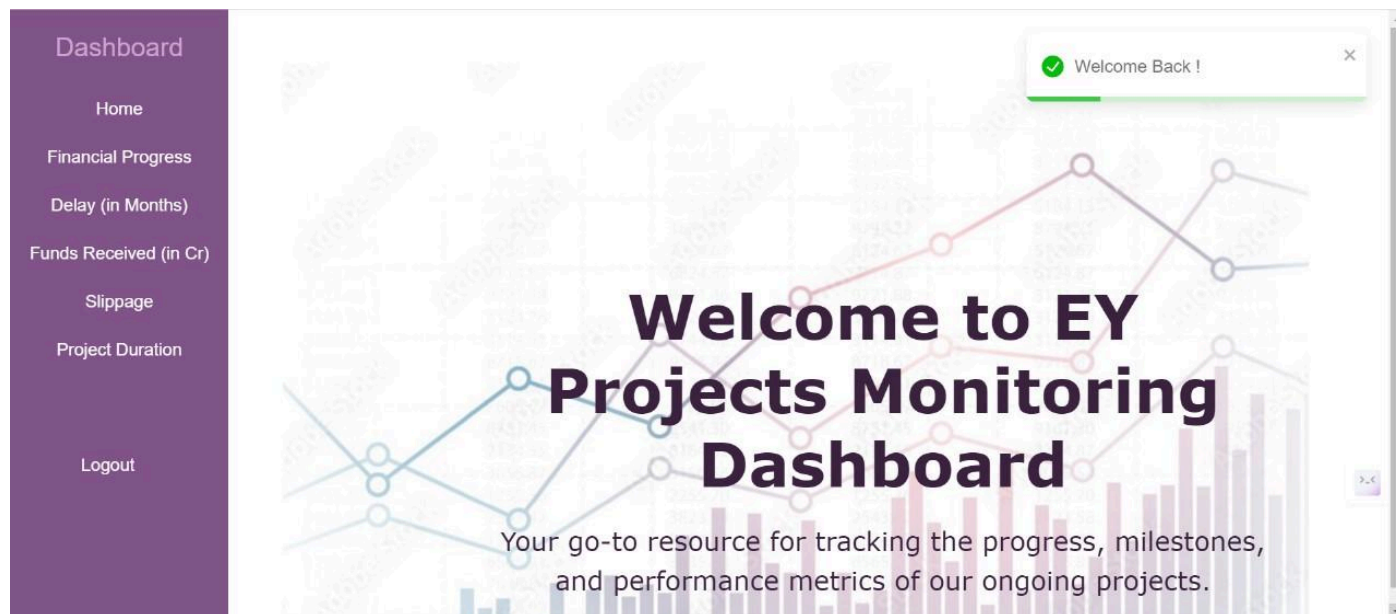 Dashboard
Home
Financial Progress
Delay (in Months)
Funds Received (in Cr)
Slippage
Project Duration
Logout
Welcome Back !
Welcome to EY
Projects Monitoring
Dashboard
Your go-to resource for tracking the progress, milestones,
and performance metrics of our ongoing projects.